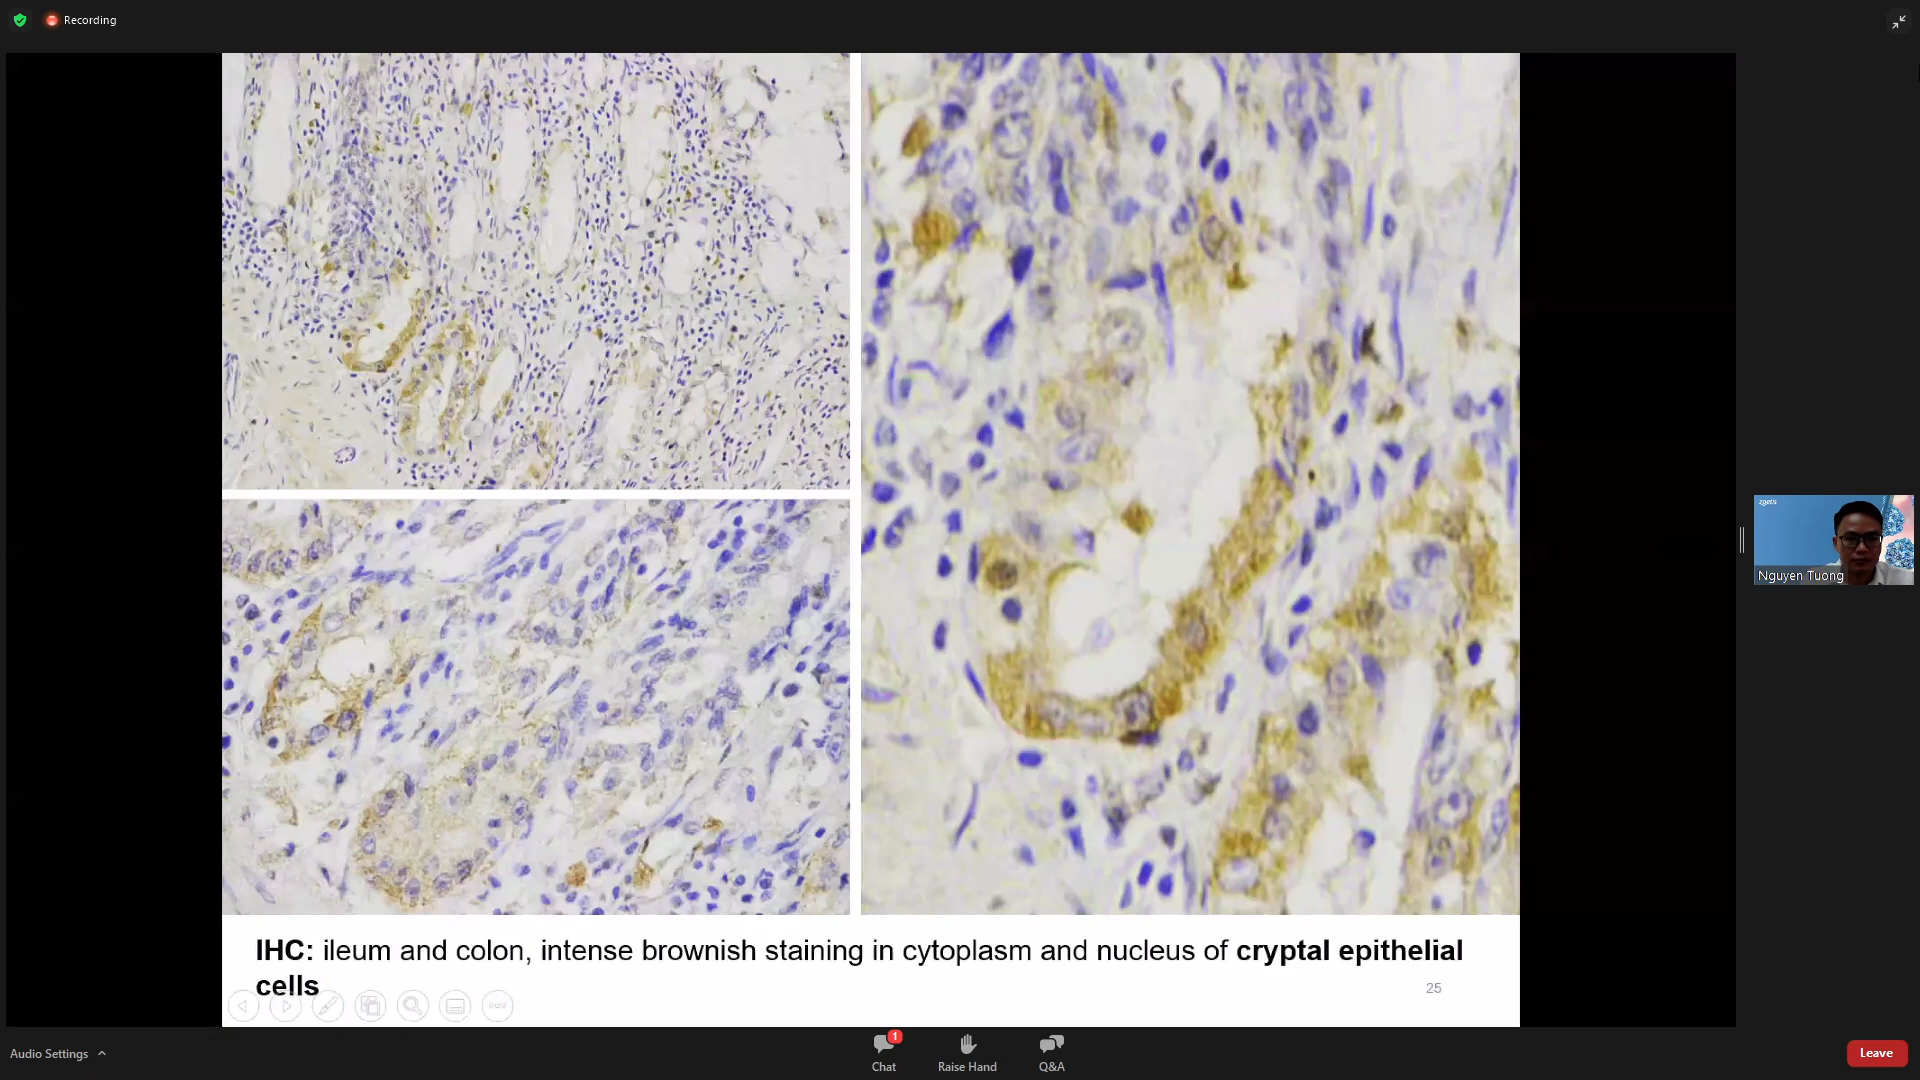 Recording
zoetis
Nguyen Tuong
IHC: ileum and colon, intense brownish staining in cytoplasm and nucleus of cryptal epithelial
cells
25
Audio Settings
1
Chat
Raise Hand
Q&A
Leave